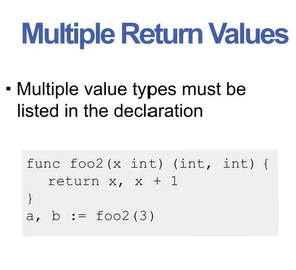 Multiple Return Values
▪ Multiple value types must be
listed in the declaration
func foo2(x int) (int, int) {
return x, x + 1
}
a, b := foo2(3)